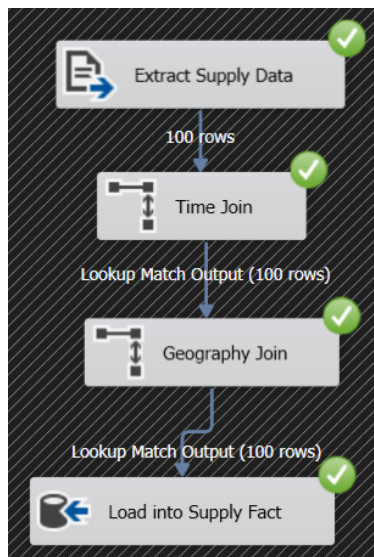 Extract Supply Data
100 rows
Time Join
Lookup Match Output (100 rows)
Geography Join
Lookup Match Output (100 rows)
Load into Supply Fact